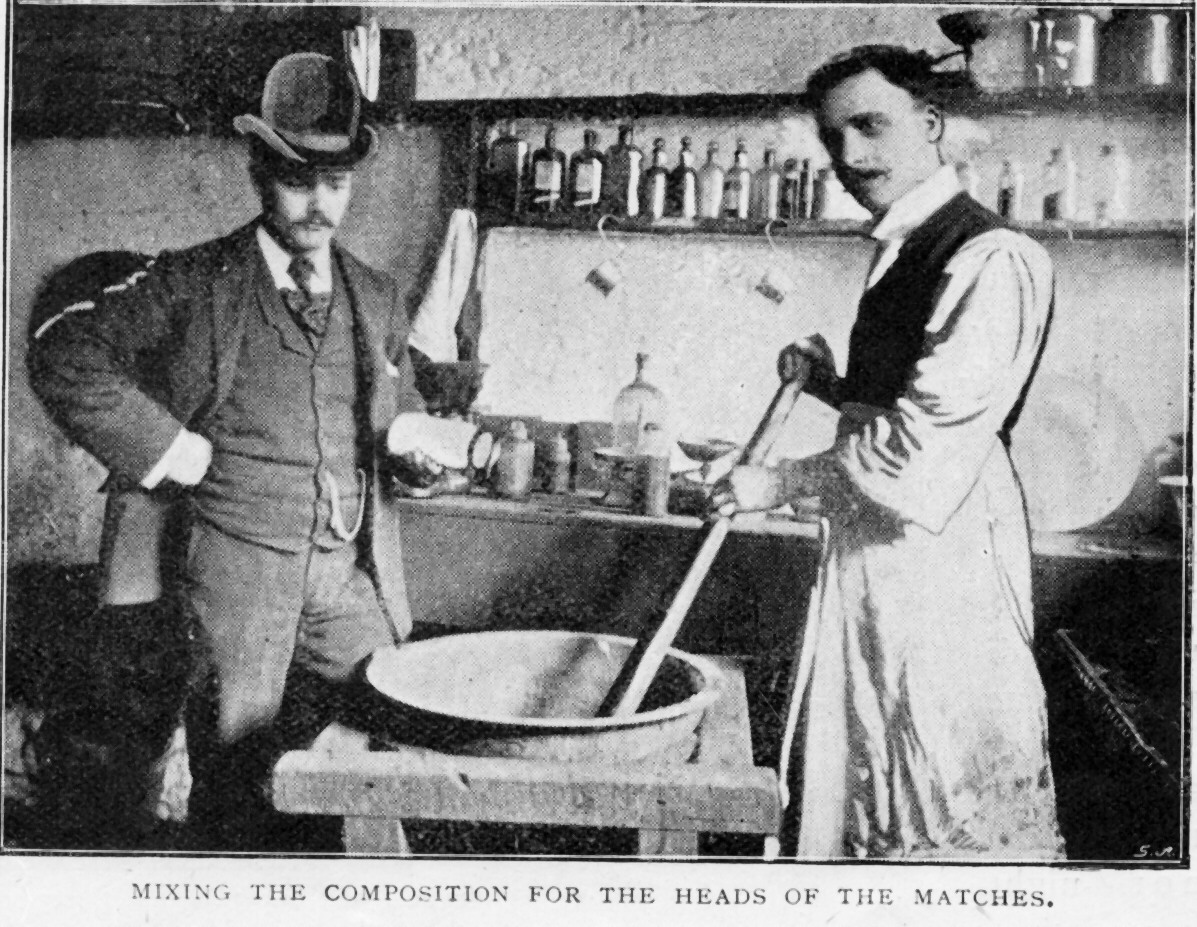 S.A.
MIXING THE COMPOSITION FOR THE HEADS OF THE MATCHES.